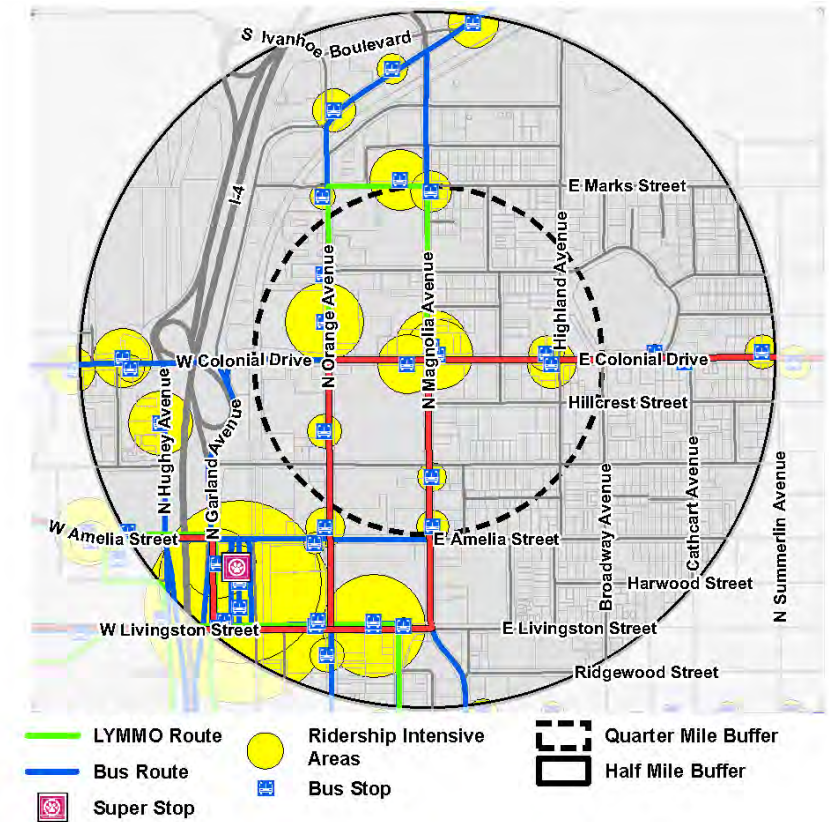 S Ivanhoe
Boulevard
I-4
E Marks Street
N Orange Avenue
N Magnolia Avenue
Highland Avenue
W Colonial Drive
E Colonial Drive
Hillcrest Street
N Hughey Avenue
N Garland Avenue
Broadway Avenue
Cathcart Avenue
N Summerlin Avenue
W Amelia Street
E Amelia Street
Harwood Street
W Livingston Street
E Livingston Street
Ridgewood Street
LYMMO Route
Bus Route
Super Stop
Ridership Intensive
Areas
Bus Stop
Quarter Mile Buffer
Half Mile Buffer